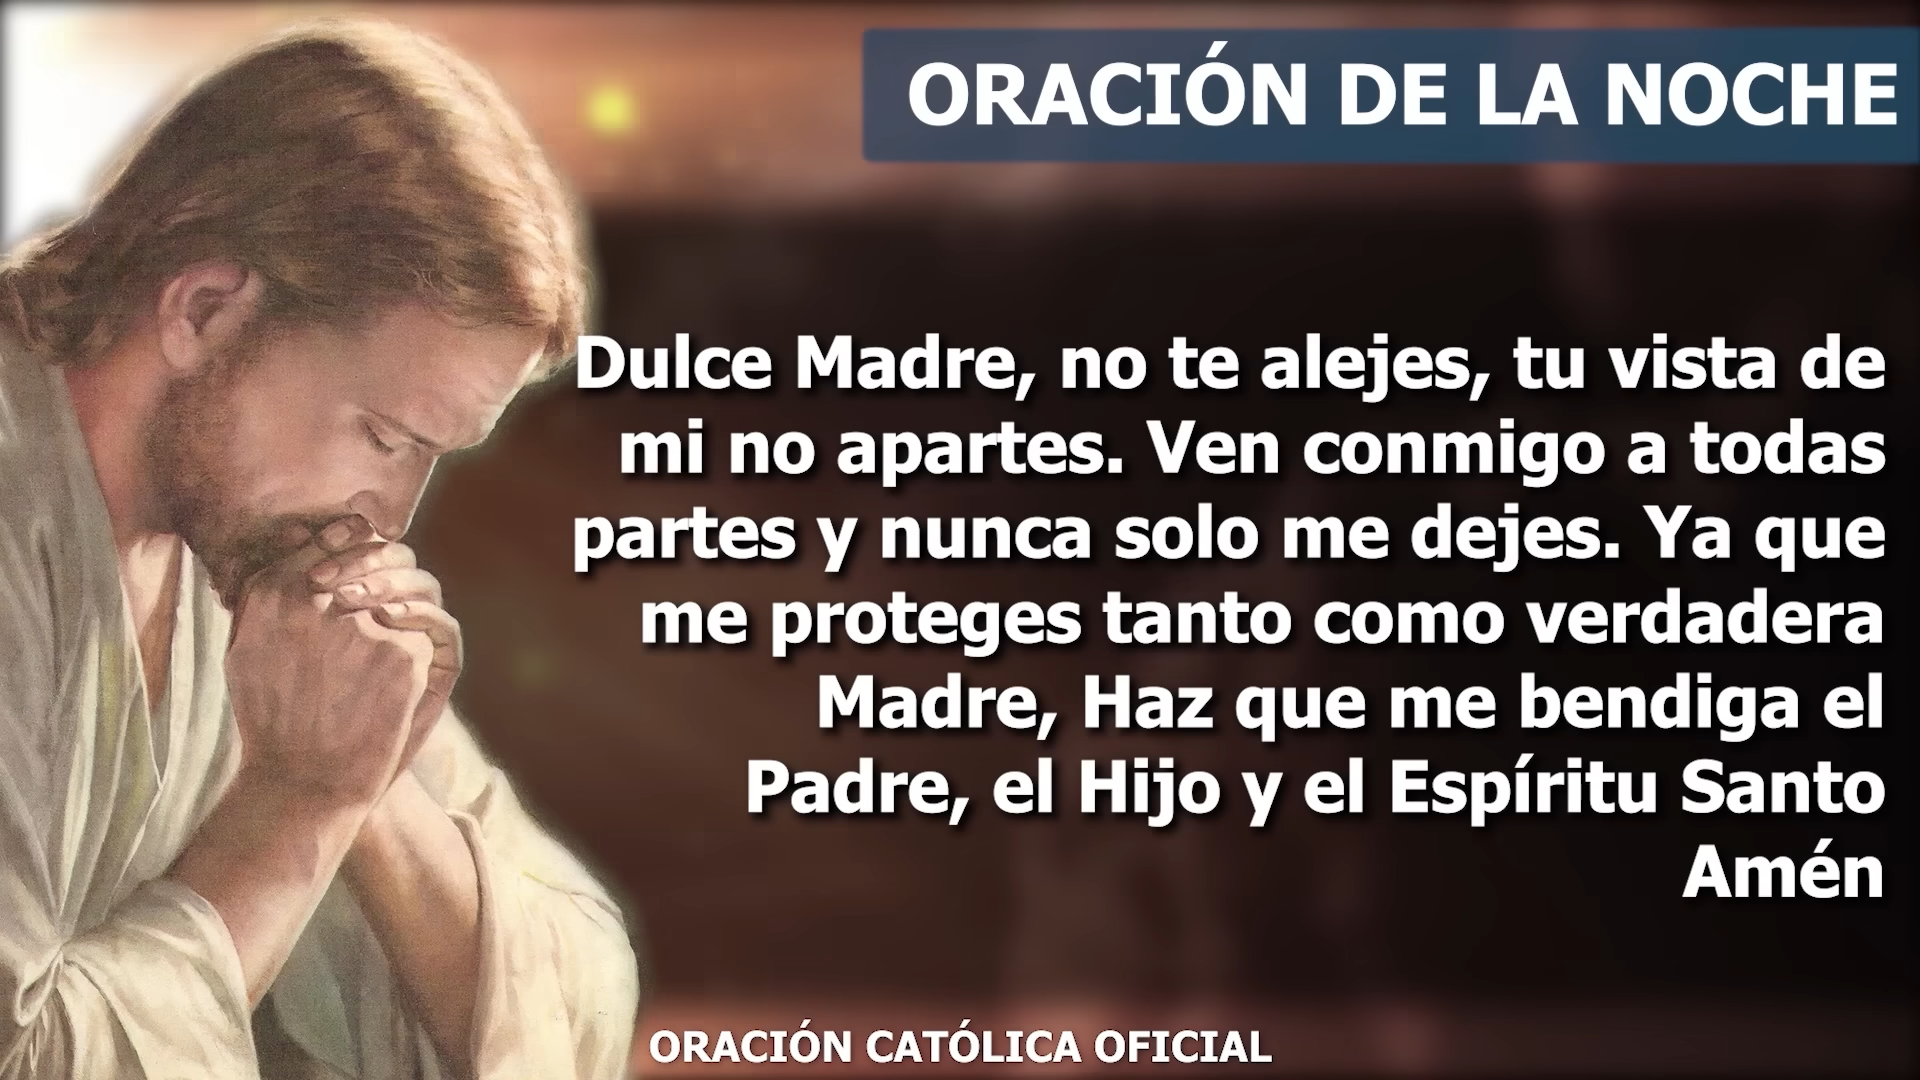 ORACIÓN DE LA NOCHE
Dulce Madre, no te alejes, tu vista de
mi no apartes. Ven conmigo a todas
partes y nunca solo me dejes. Ya que
me proteges tanto como verdadera
Madre, Haz que me bendiga el
Padre, el Hijo y el Espíritu Santo
Amén
ORACIÓN CATÓLICA OFICIAL